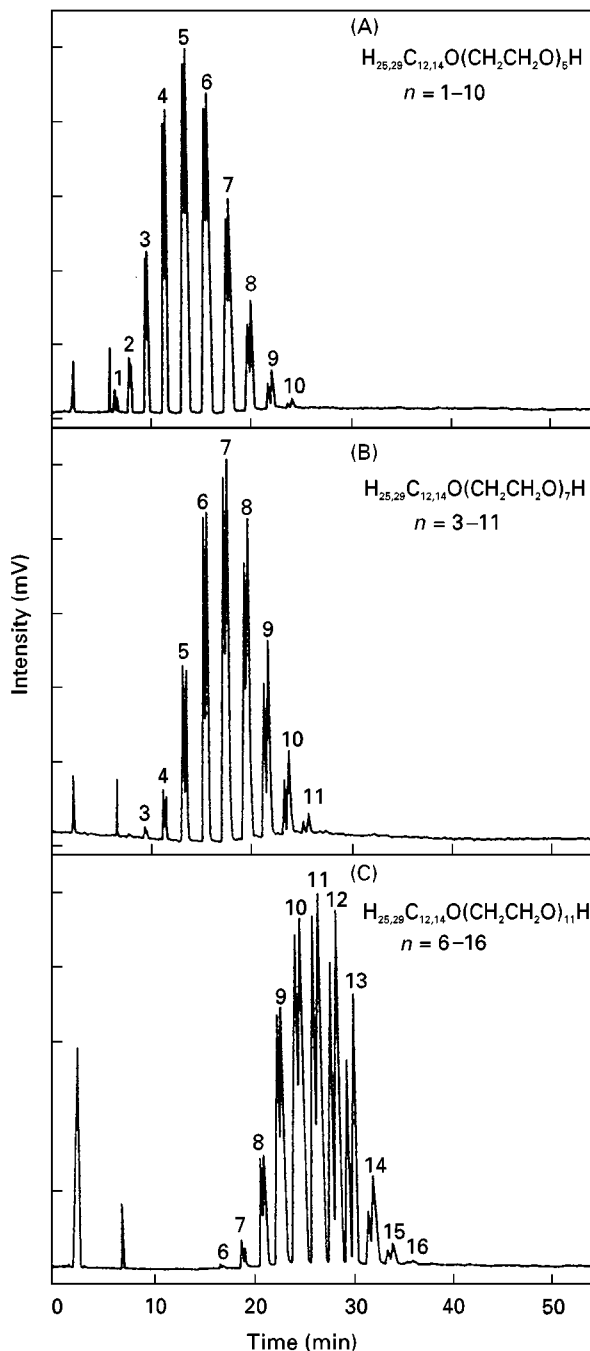 (A)
H₂₅,₂₉C₁₂,₁₄O(CH₂CH₂O)₅H
n = 1–10
1
2
3
4
5
6
7
8
9
10
(B)
H₂₅,₂₉C₁₂,₁₄O(CH₂CH₂O)₇H
n = 3–11
3
4
5
6
7
8
9
10
11
Intensity (mV)
(C)
H₂₅,₂₉C₁₂,₁₄O(CH₂CH₂O)₁₁H
n = 6–16
6
7
8
9
10
11
12
13
14
15
16
0 10 20 30 40 50
Time (min)